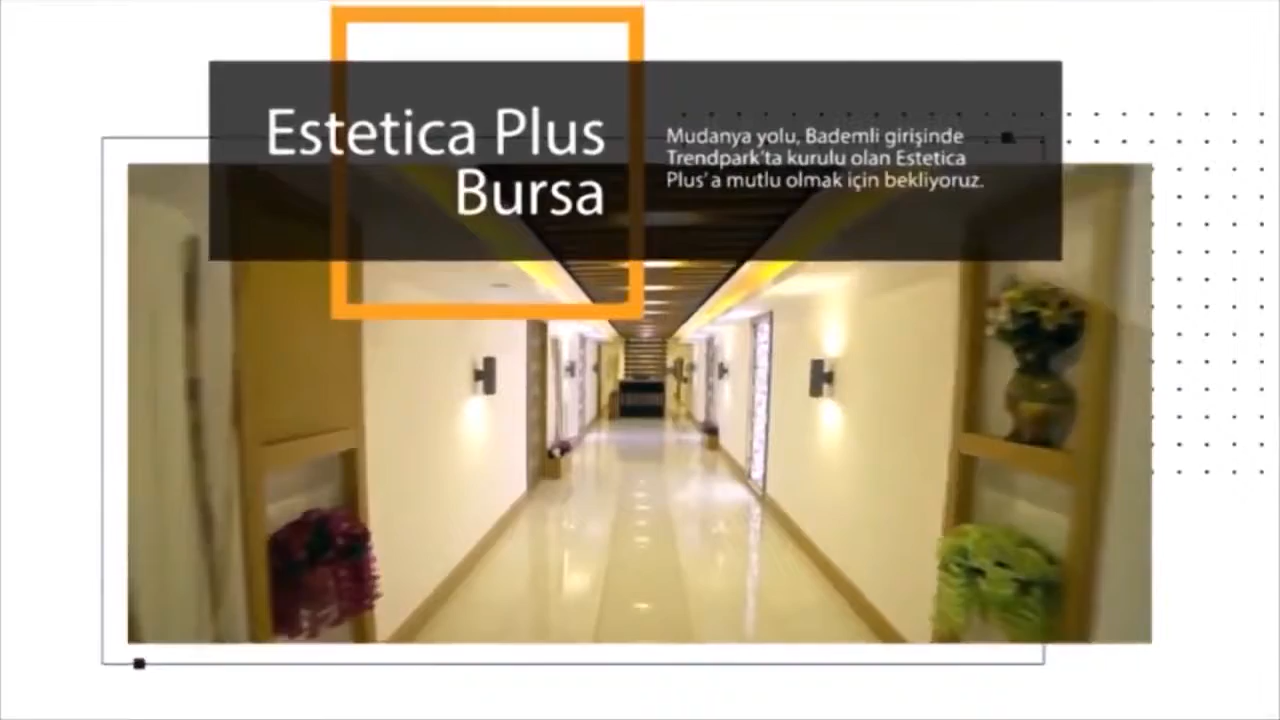 Estetica Plus
Bursa
Mudanya yolu, Bademli girişinde
Trendpark'ta kurulu olan Estetica
Plus' a mutlu olmak için bekliyoruz.